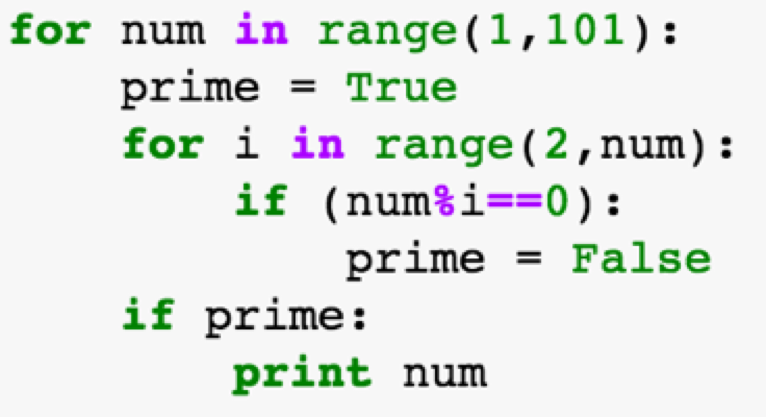 for num in range(1,101):
    prime = True
    for i in range(2,num):
        if (num%i==0):
            prime = False
    if prime:
        print num